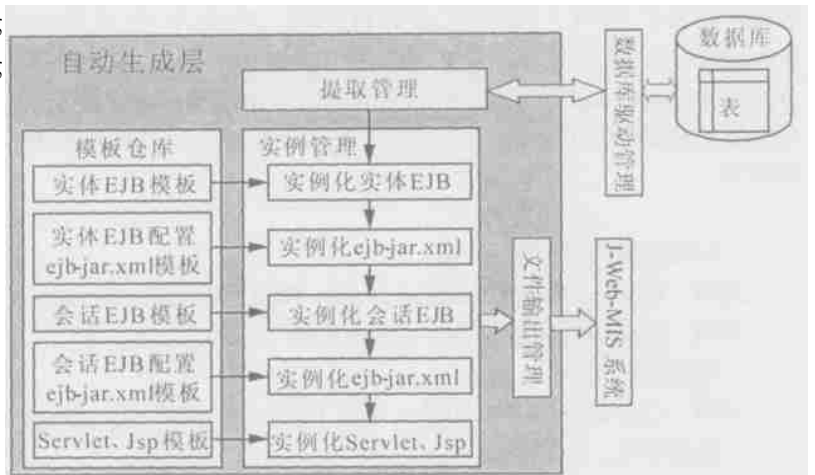 自动生成层
提取管理
数据库驱动管理
数据库
表
模板仓库
实体EJB模板
实体EJB配置
ejb-jar.xml模板
会话EJB模板
会话EJB配置
ejb-jar.xml模板
Servlet、Jsp模板
实例管理
实例化实体EJB
实例化ejb-jar.xml
实例化会话EJB
实例化ejb-jar.xml
实例化Servlet、Jsp
文件输出管理
J-Web-MIS 系统